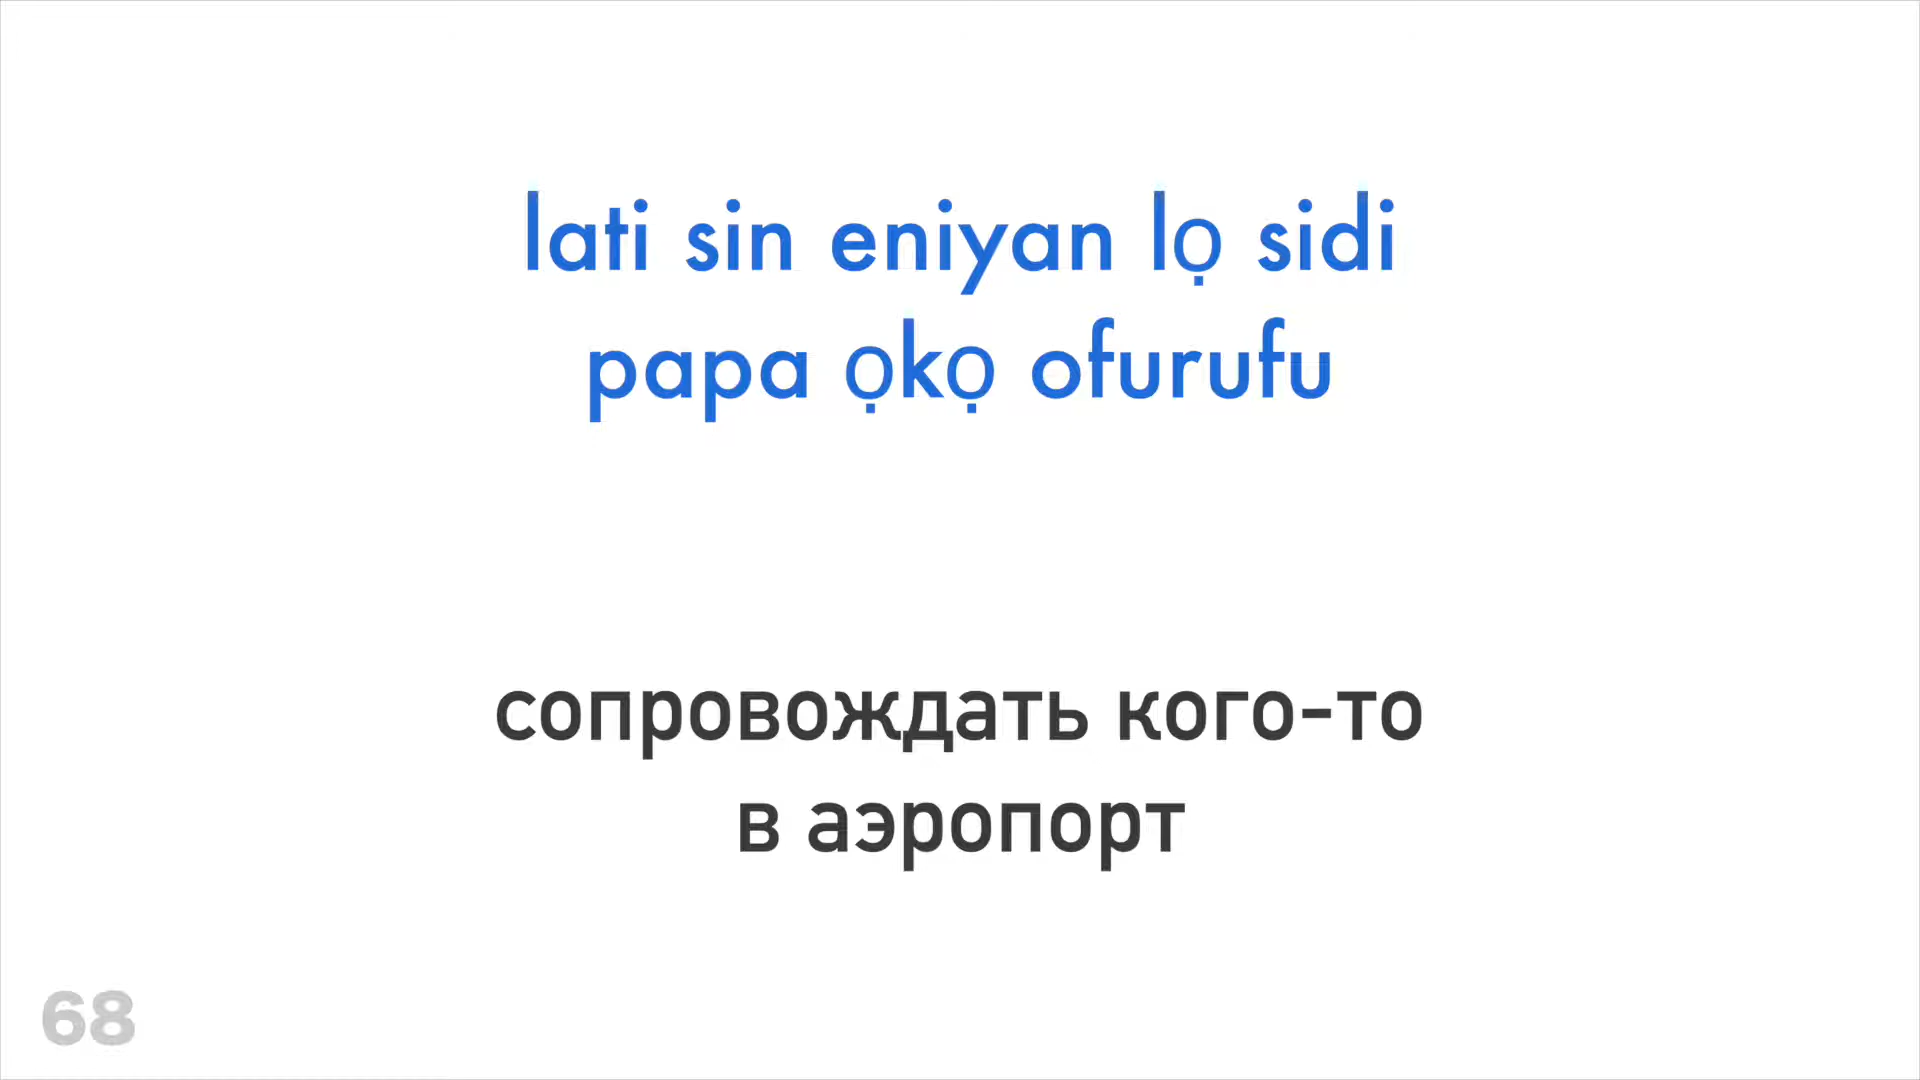 lati sin eniyan lọ sidi
papa ọkọ ofurufu
сопровождать кого-то
в аэропорт
68